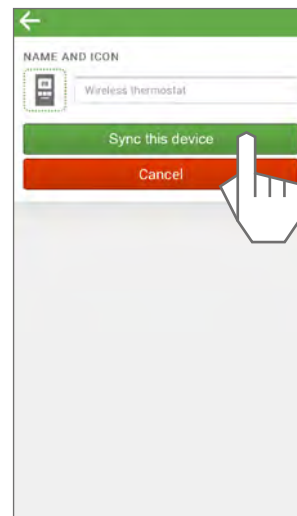 NAME AND ICON
Wireless thermostat
Sync this device
Cancel